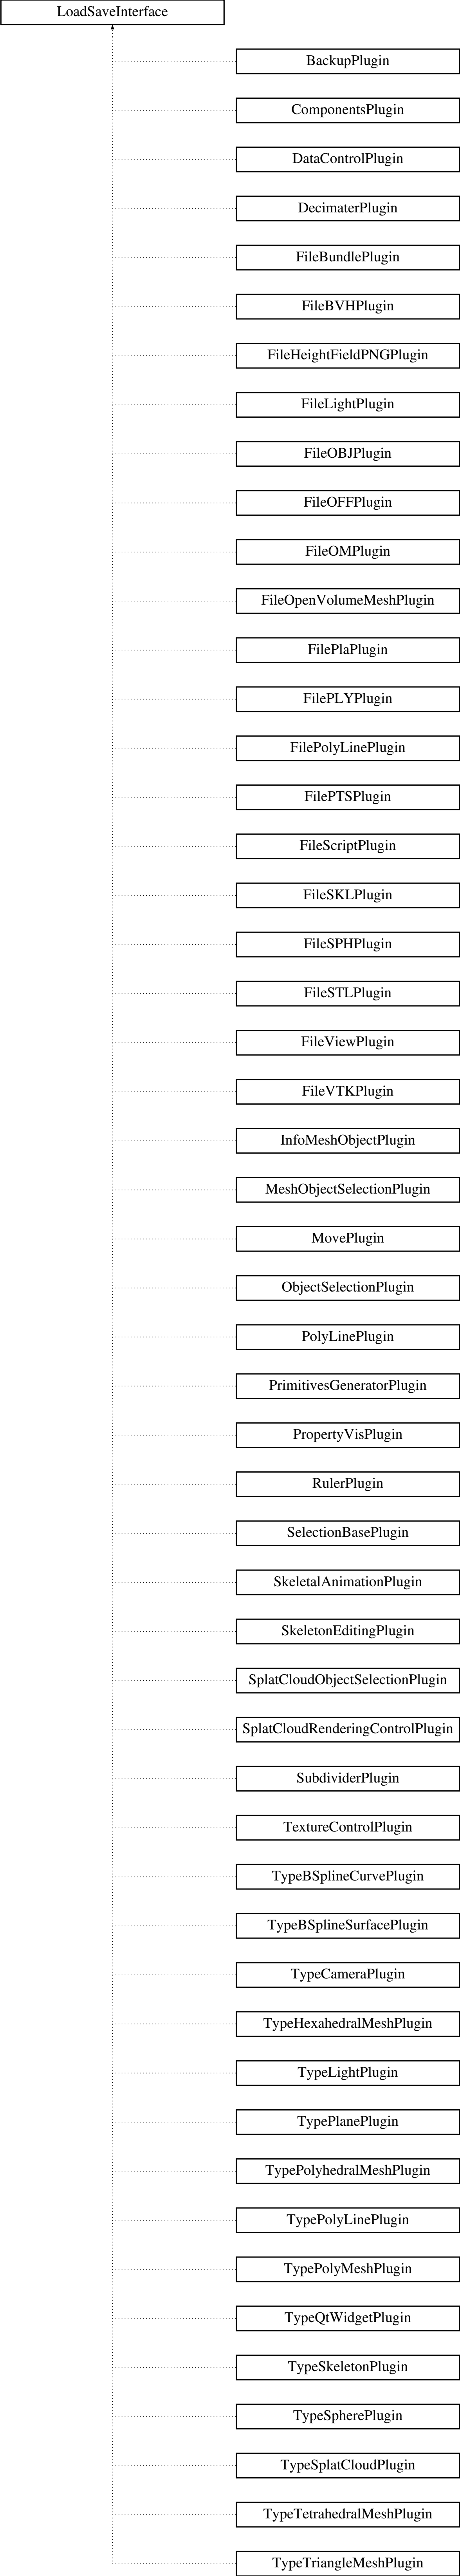 LoadSaveInterface
BackupPlugin
ComponentsPlugin
DataControlPlugin
DecimaterPlugin
FileBundlePlugin
FileBVHPlugin
FileHeightFieldPNGPlugin
FileLightPlugin
FileOBJPlugin
FileOFFPlugin
FileOMPlugin
FileOpenVolumeMeshPlugin
FilePlaPlugin
FilePLYPlugin
FilePolyLinePlugin
FilePTSPlugin
FileScriptPlugin
FileSKLPlugin
FileSPHPlugin
FileSTLPlugin
FileViewPlugin
FileVTKPlugin
InfoMeshObjectPlugin
MeshObjectSelectionPlugin
MovePlugin
ObjectSelectionPlugin
PolyLinePlugin
PrimitivesGeneratorPlugin
PropertyVisPlugin
RulerPlugin
SelectionBasePlugin
SkeletalAnimationPlugin
SkeletonEditingPlugin
SplatCloudObjectSelectionPlugin
SplatCloudRenderingControlPlugin
SubdividerPlugin
TextureControlPlugin
TypeBSplineCurvePlugin
TypeBSplineSurfacePlugin
TypeCameraPlugin
TypeHexahedralMeshPlugin
TypeLightPlugin
TypePlanePlugin
TypePolyhedralMeshPlugin
TypePolyLinePlugin
TypePolyMeshPlugin
TypeQtWidgetPlugin
TypeSkeletonPlugin
TypeSpherePlugin
TypeSplatCloudPlugin
TypeTetrahedralMeshPlugin
TypeTriangleMeshPlugin